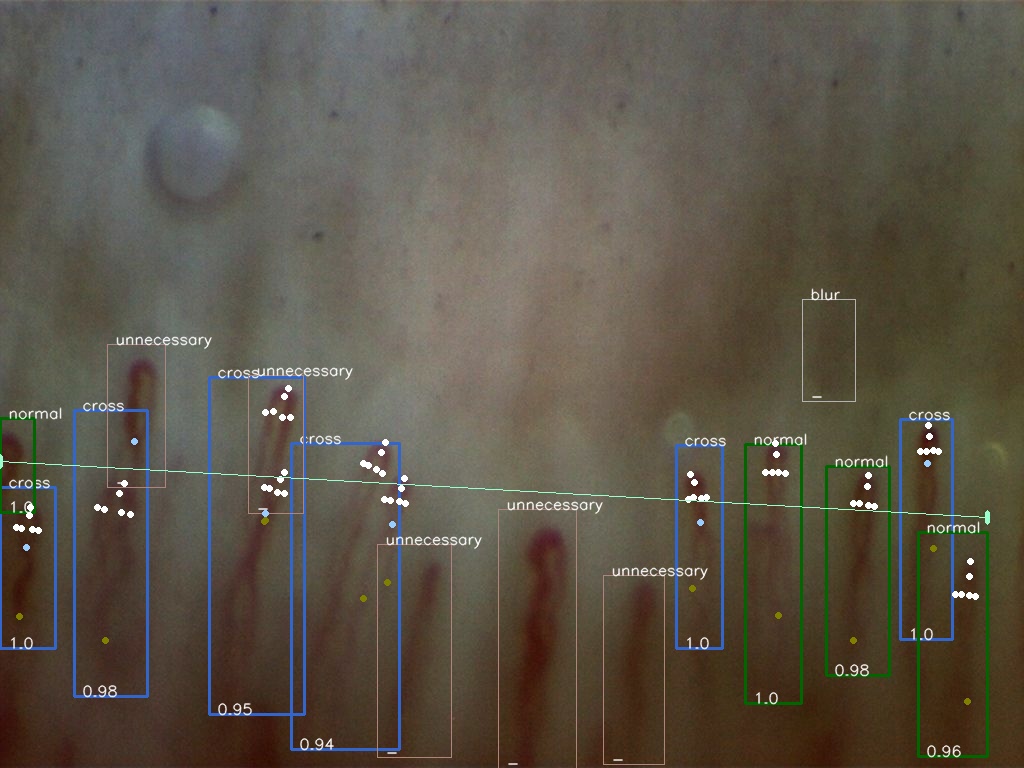 blur
–
unnecessary
cross
unnecessary
cross
normal
cross
cross
cross
normal
normal
cross
1.0
–
–
unnecessary
normal
unnecessary
unnecessary
1.0
1.0
1.0
0.98
0.98
1.0
0.95
0.94
–
–
–
0.96